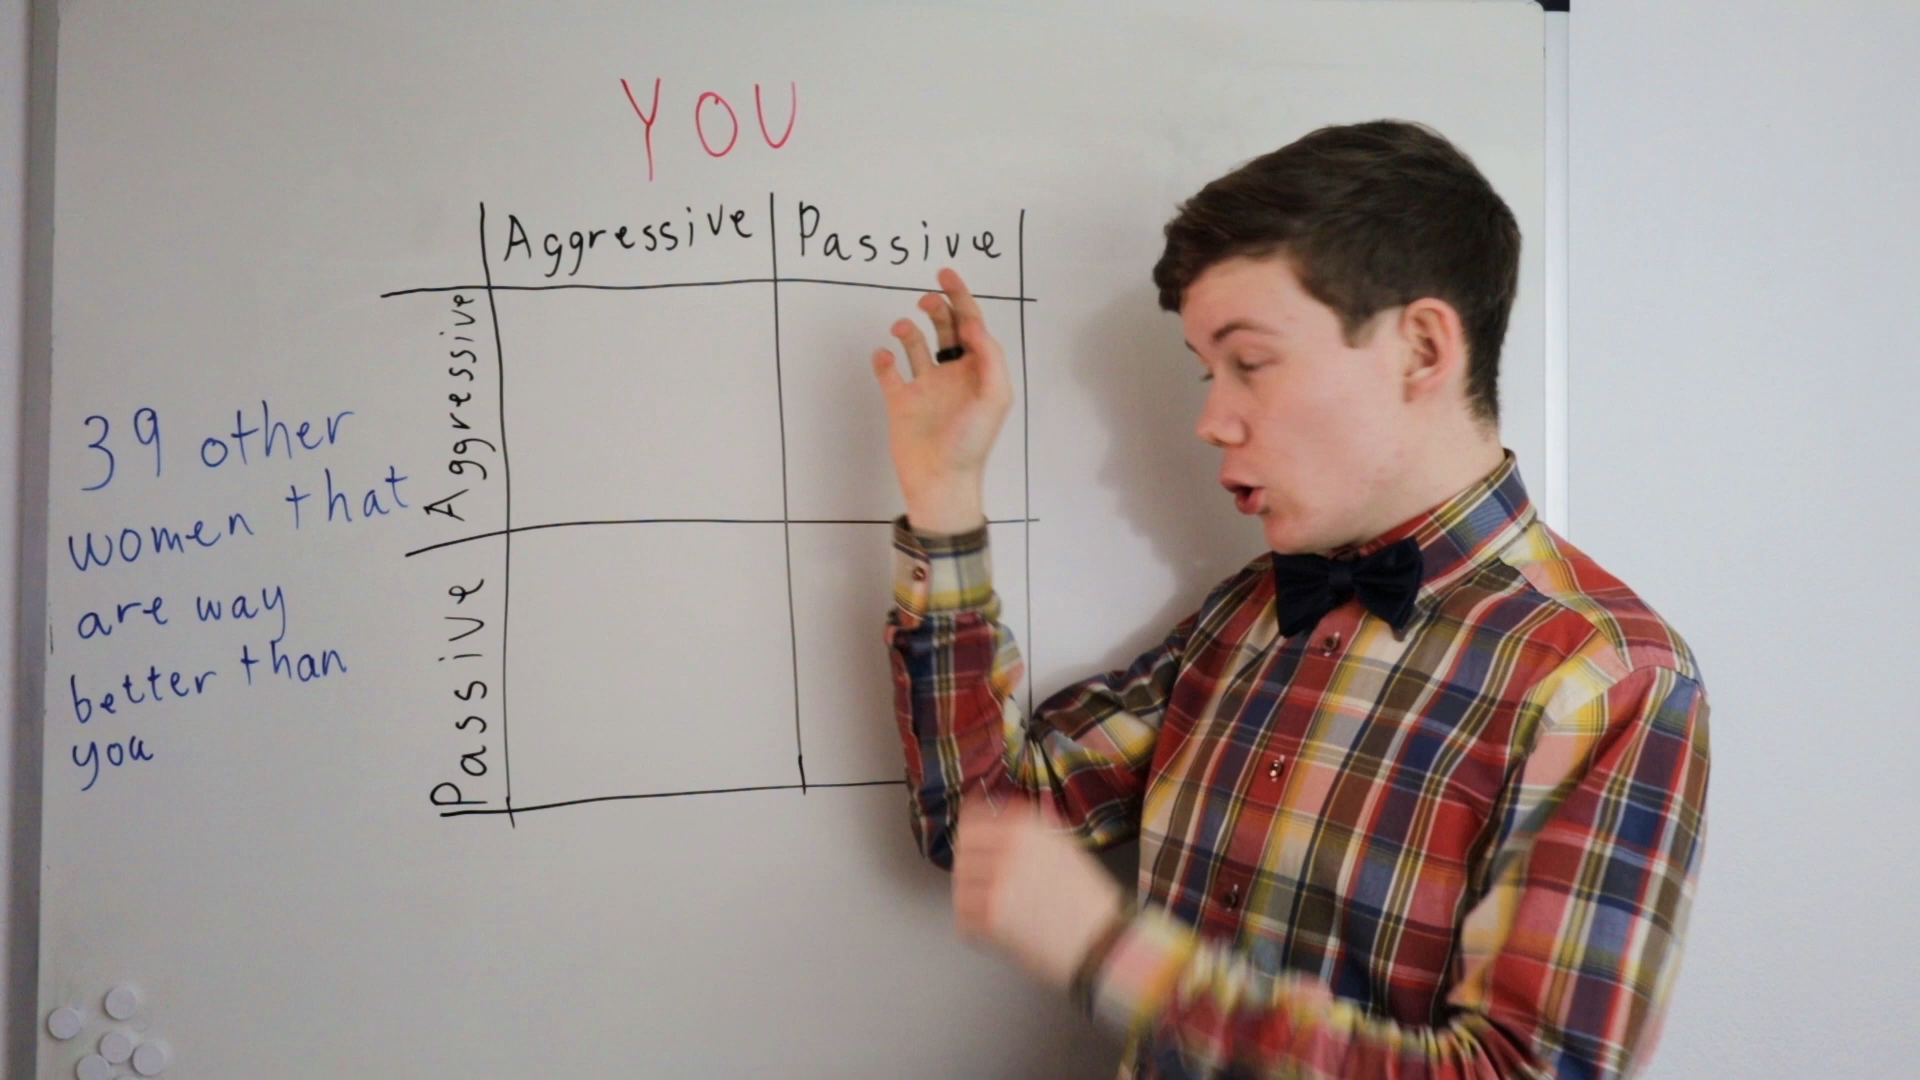 YOU
Aggressive Passive
Aggressive
Passive
39 other
women that
are way
better than
you